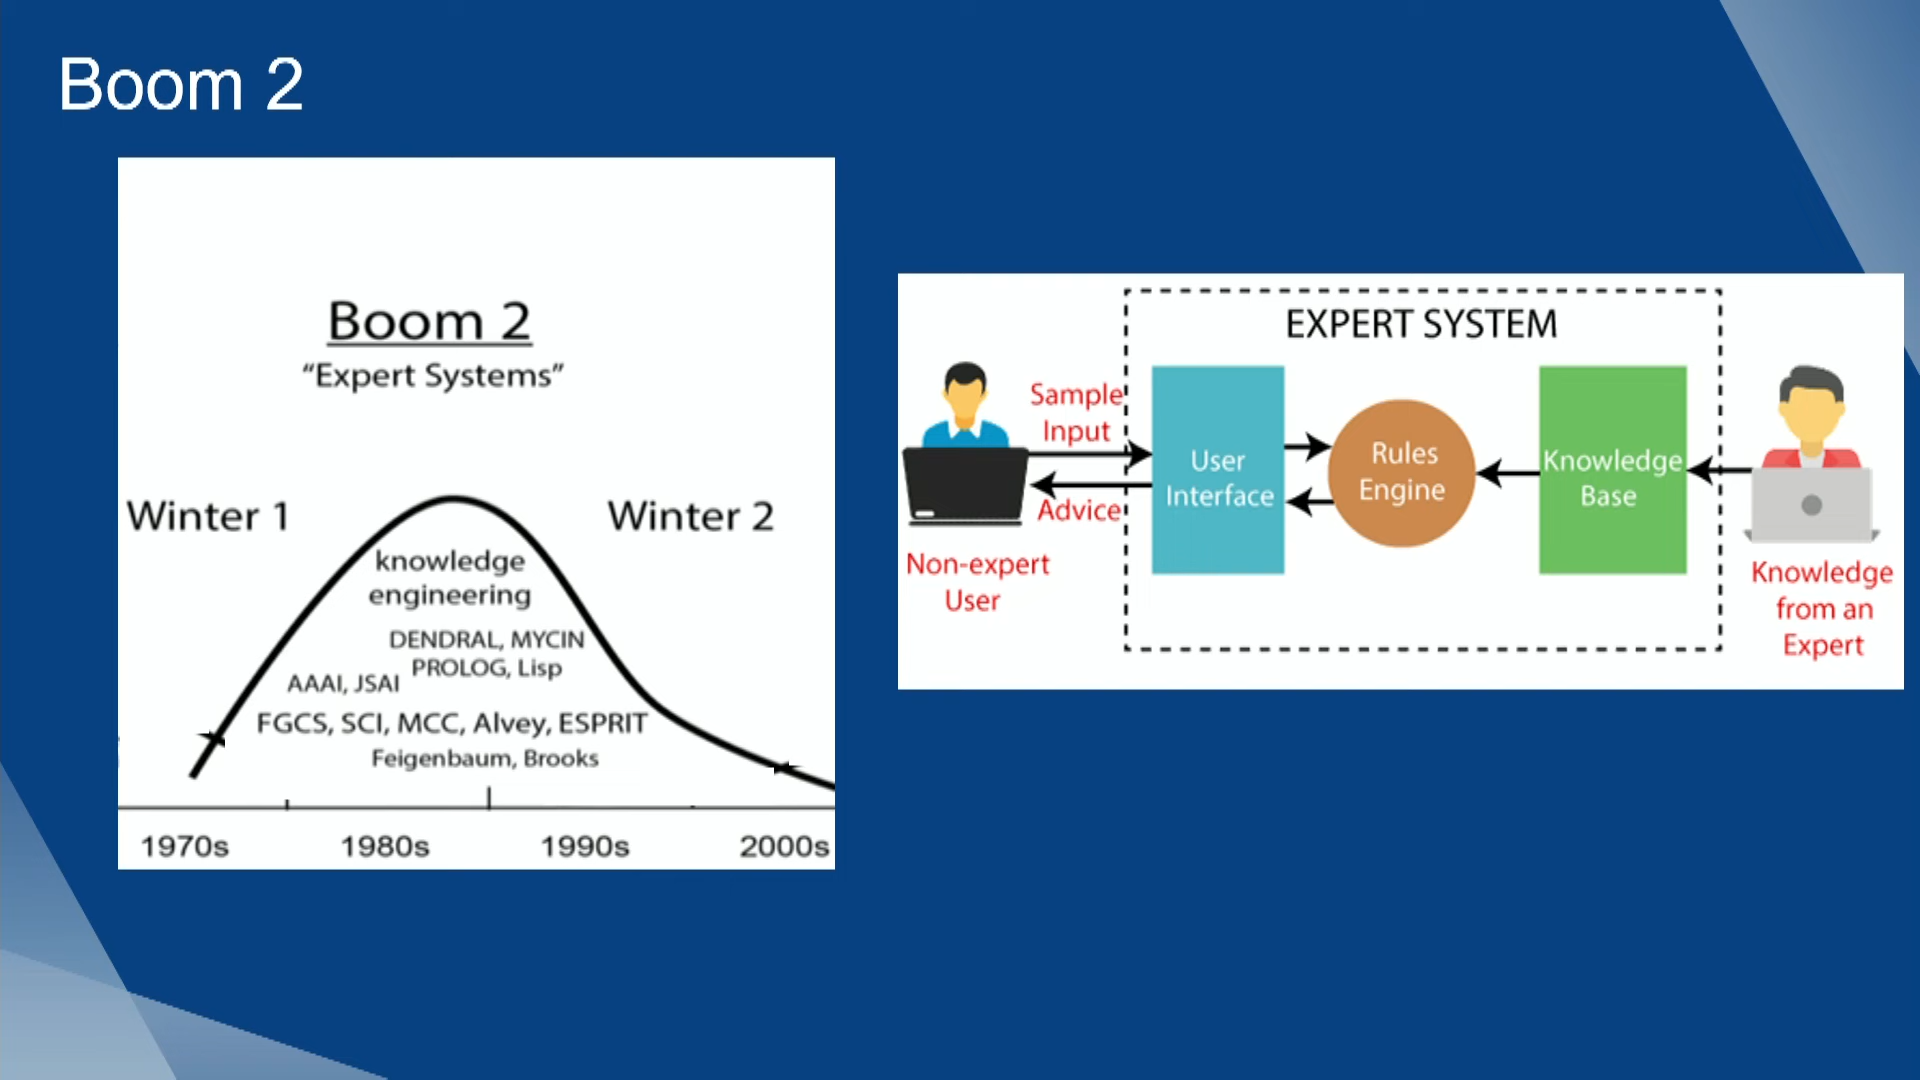 Boom 2
Boom 2
“Expert Systems”
Winter 1
Winter 2
knowledge
engineering
DENDRAL, MYCIN
PROLOG, Lisp
AAAI, JSAI
FGCS, SCI, MCC, Alvey, ESPRIT
Feigenbaum, Brooks
1970s 1980s 1990s 2000s
EXPERT SYSTEM
Sample
Input
Advice
Non-expert
User
User
Interface
Rules
Engine
Knowledge
Base
Knowledge
from an
Expert